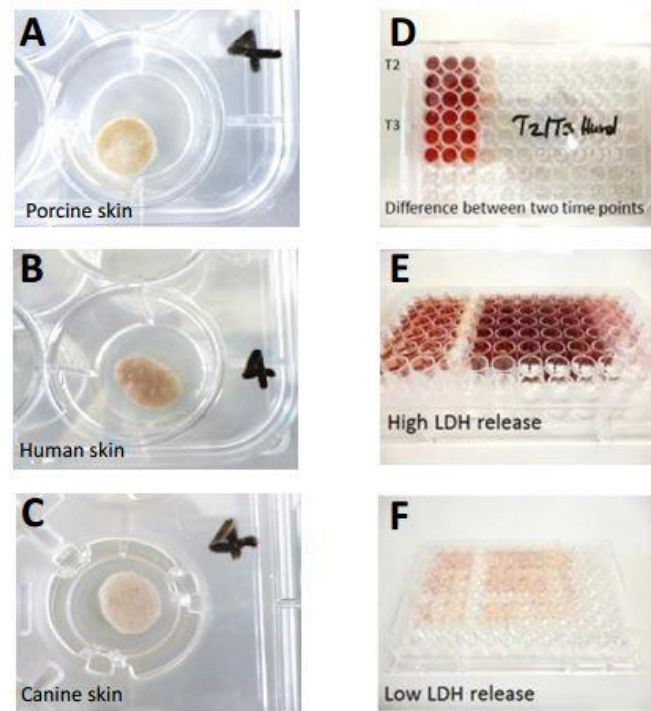 A
4
Porcine skin
B
4
Human skin
C
4
Canine skin
D
T2
T3
T2/T3 Hund
Difference between two time points
E
High LDH release
F
Low LDH release